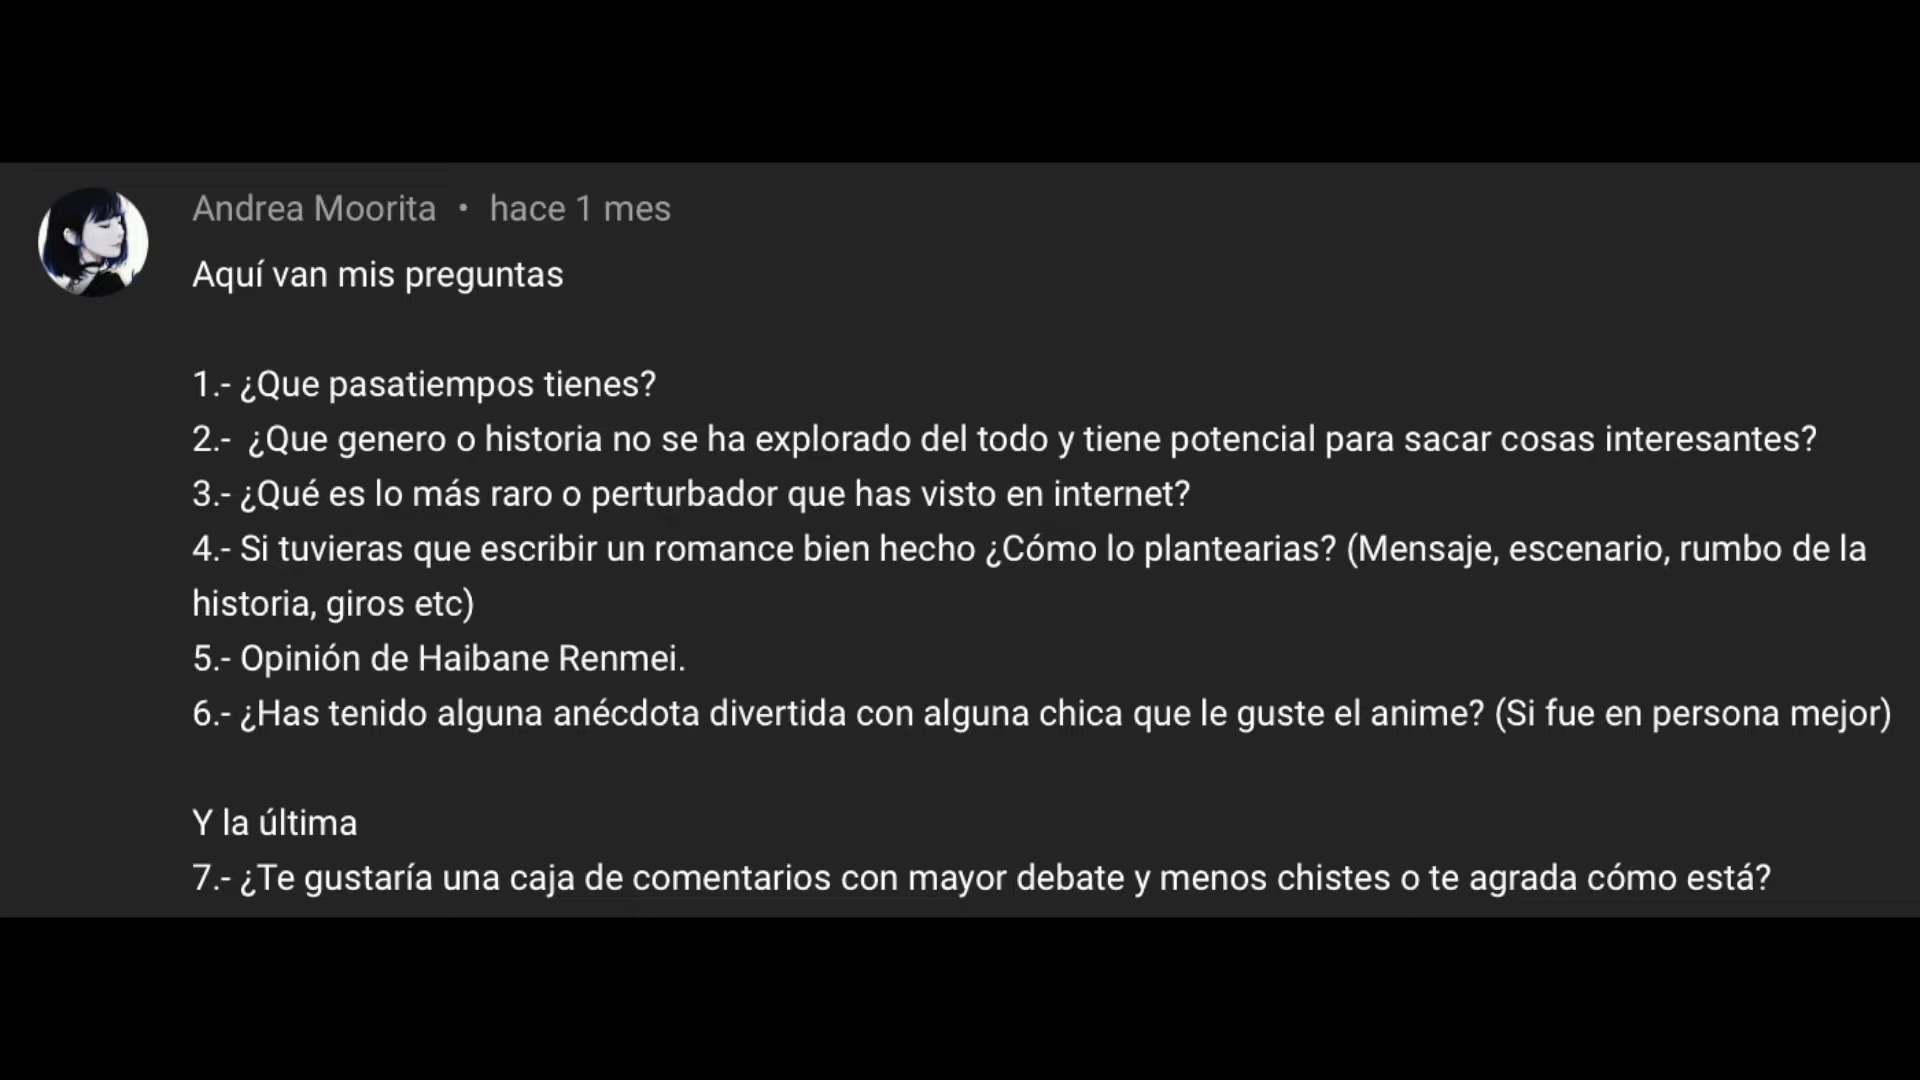 Andrea Moorita • hace 1 mes
Aquí van mis preguntas
1.- ¿Que pasatiempos tienes?
2.- ¿Que genero o historia no se ha explorado del todo y tiene potencial para sacar cosas interesantes?
3.- ¿Qué es lo más raro o perturbador que has visto en internet?
4.- Si tuvieras que escribir un romance bien hecho ¿Cómo lo plantearias? (Mensaje, escenario, rumbo de la
historia, giros etc)
5.- Opinión de Haibane Renmei.
6.- ¿Has tenido alguna anécdota divertida con alguna chica que le guste el anime? (Si fue en persona mejor)
Y la última
7.- ¿Te gustaría una caja de comentarios con mayor debate y menos chistes o te agrada cómo está?